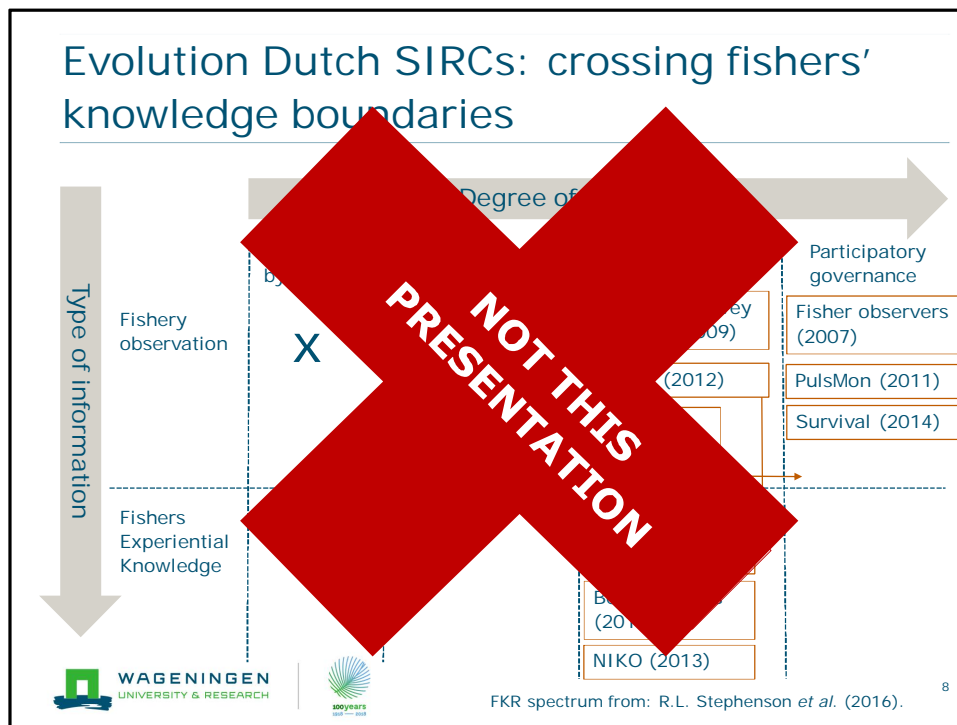 Evolution Dutch SIRCs: crossing fishers'
knowledge boundaries
Degree of
Type of information
Participatory
governance
Fishery
observation
X
NOT THIS
PRESENTATION
(2012)
Fisher observers
(2007)
PulsMon (2011)
Survival (2014)
Fishers
Experiential
Knowledge
NIKO (2013)
WAGENINGEN
UNIVERSITY & RESEARCH
100years
1918 — 2018
FKR spectrum from: R.L. Stephenson et al. (2016).
8